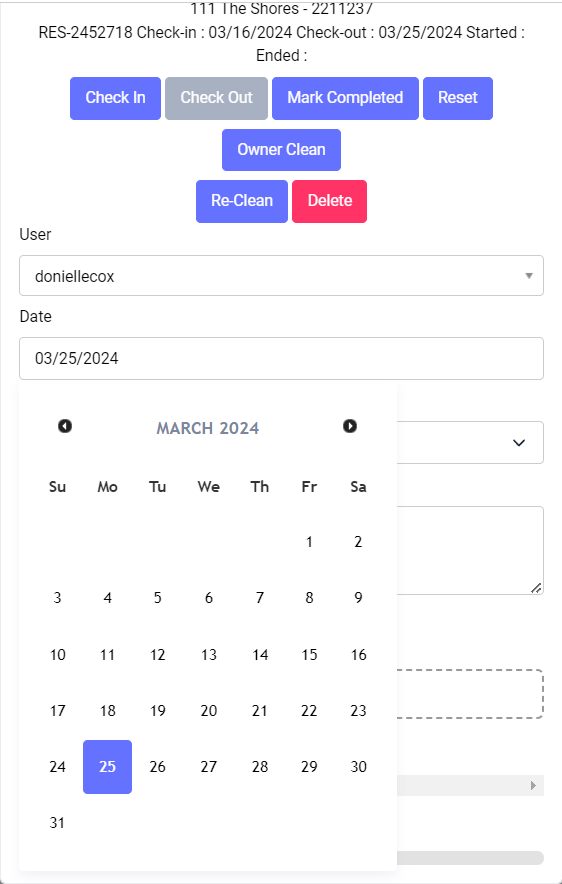 111 The Shores - 2211237
RES-2452718 Check-in : 03/16/2024 Check-out : 03/25/2024 Started :
Ended :
Check In Check Out Mark Completed Reset
Owner Clean
Re-Clean Delete
User
doniellecox
Date
03/25/2024
MARCH 2024
Su Mo Tu We Th Fr Sa
1 2
3 4 5 6 7 8 9
10 11 12 13 14 15 16
17 18 19 20 21 22 23
24 25 26 27 28 29 30
31